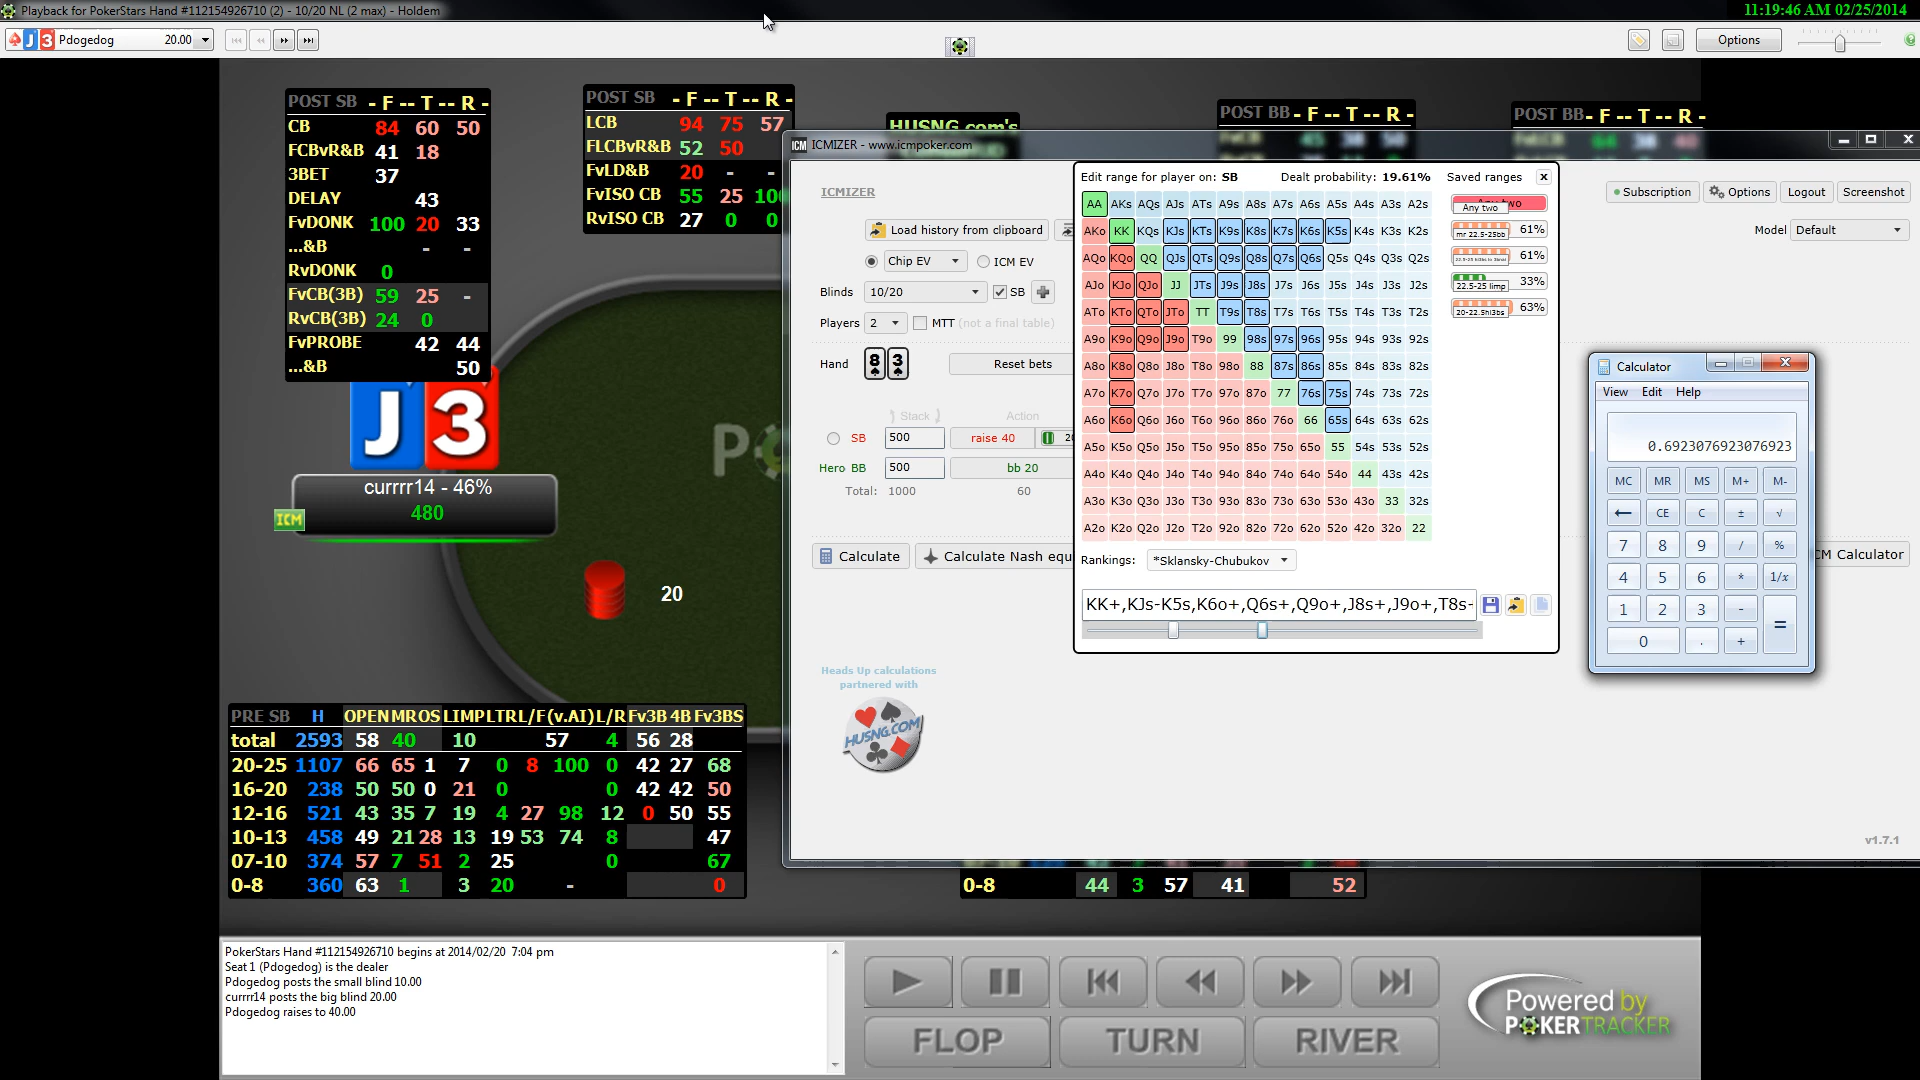 Playback for PokerStars Hand #112154926710 (2) - 10/20 NL (2 max) - Holdem
11:19:46 AM 02/25/2014
J 3 Pdogedog 20.00
Options
POST SB - F -- T -- R -
CB 84 60 50
FCBvR&B 41 18
3BET 37
DELAY 43
FvDONK 100 20 33
...&B - -
RvDONK 0
FvCB(3B) 59 25 -
RvCB(3B) 24 0
FvPROBE 42 44
...&B 50
POST SB - F -- T -- R -
LCB 94 75 57
FLCBvR&B 52 50
FvLD&B 20 - -
FvISO CB 55 25 100
RvISO CB 27 0 0
HUSNG.com's
POST BB - F -- T -- R -
POST BB - F -- T -- R -
J 3
currrr14 - 46%
480
ICM
20
ICM ICMIZER - www.icmpoker.com
ICMIZER
Subscription Options Logout Screenshot
Load history from clipboard
Model Default
Chip EV ICM EV
Blinds 10/20 SB
Players 2 MTT (not a final table)
Hand 8 3 Reset bets
Stack Action
SB 500 raise 40
Hero BB 500 bb 20
Total: 1000 60
Calculate Calculate Nash equ
CM Calculator
Heads Up calculations
partnered with
HUSNG.COM
v1.7.1
Edit range for player on: SB Dealt probability: 19.61% Saved ranges
AA AKs AQs AJs ATs A9s A8s A7s A6s A5s A4s A3s A2s
AKo KK KQs KJs KTs K9s K8s K7s K6s K5s K4s K3s K2s
AQo KQo QQ QJs QTs Q9s Q8s Q7s Q6s Q5s Q4s Q3s Q2s
AJo KJo QJo JJ JTs J9s J8s J7s J6s J5s J4s J3s J2s
ATo KTo QTo JTo TT T9s T8s T7s T6s T5s T4s T3s T2s
A9o K9o Q9o J9o T9o 99 98s 97s 96s 95s 94s 93s 92s
A8o K8o Q8o J8o T8o 98o 88 87s 86s 85s 84s 83s 82s
A7o K7o Q7o J7o T7o 97o 87o 77 76s 75s 74s 73s 72s
A6o K6o Q6o J6o T6o 96o 86o 76o 66 65s 64s 63s 62s
A5o K5o Q5o J5o T5o 95o 85o 75o 65o 55 54s 53s 52s
A4o K4o Q4o J4o T4o 94o 84o 74o 64o 54o 44 43s 42s
A3o K3o Q3o J3o T3o 93o 83o 73o 63o 53o 43o 33 32s
A2o K2o Q2o J2o T2o 92o 82o 72o 62o 52o 42o 32o 22
Any two
mr 22.5-25bb 61%
61%
22.5-25 limp 33%
63%
Rankings: *Sklansky-Chubukov
KK+,KJs-K5s,K6o+,Q6s+,Q9o+,J8s+,J9o+,T8s-
Calculator
View Edit Help
0.6923076923076923
MC MR MS M+ M-
← CE C ± √
7 8 9 / %
4 5 6 * 1/x
1 2 3 - =
0 . +
PRE SB H OPEN MR OS LIMP LTR L/F (v.AI) L/R Fv3B 4B Fv3BS
total 2593 58 40 10 57 4 56 28
20-25 1107 66 65 1 7 0 8 100 0 42 27 68
16-20 238 50 50 0 21 0 42 42 50
12-16 521 43 35 7 19 4 27 98 12 0 50 55
10-13 458 49 21 28 13 19 53 74 8 47
07-10 374 57 7 51 2 25 0 67
0-8 360 63 1 3 20 - 0
0-8 44 3 57 41 52
PokerStars Hand #112154926710 begins at 2014/02/20 7:04 pm
Seat 1 (Pdogedog) is the dealer
Pdogedog posts the small blind 10.00
currrr14 posts the big blind 20.00
Pdogedog raises to 40.00
FLOP TURN RIVER
Powered by
POKERTRACKER